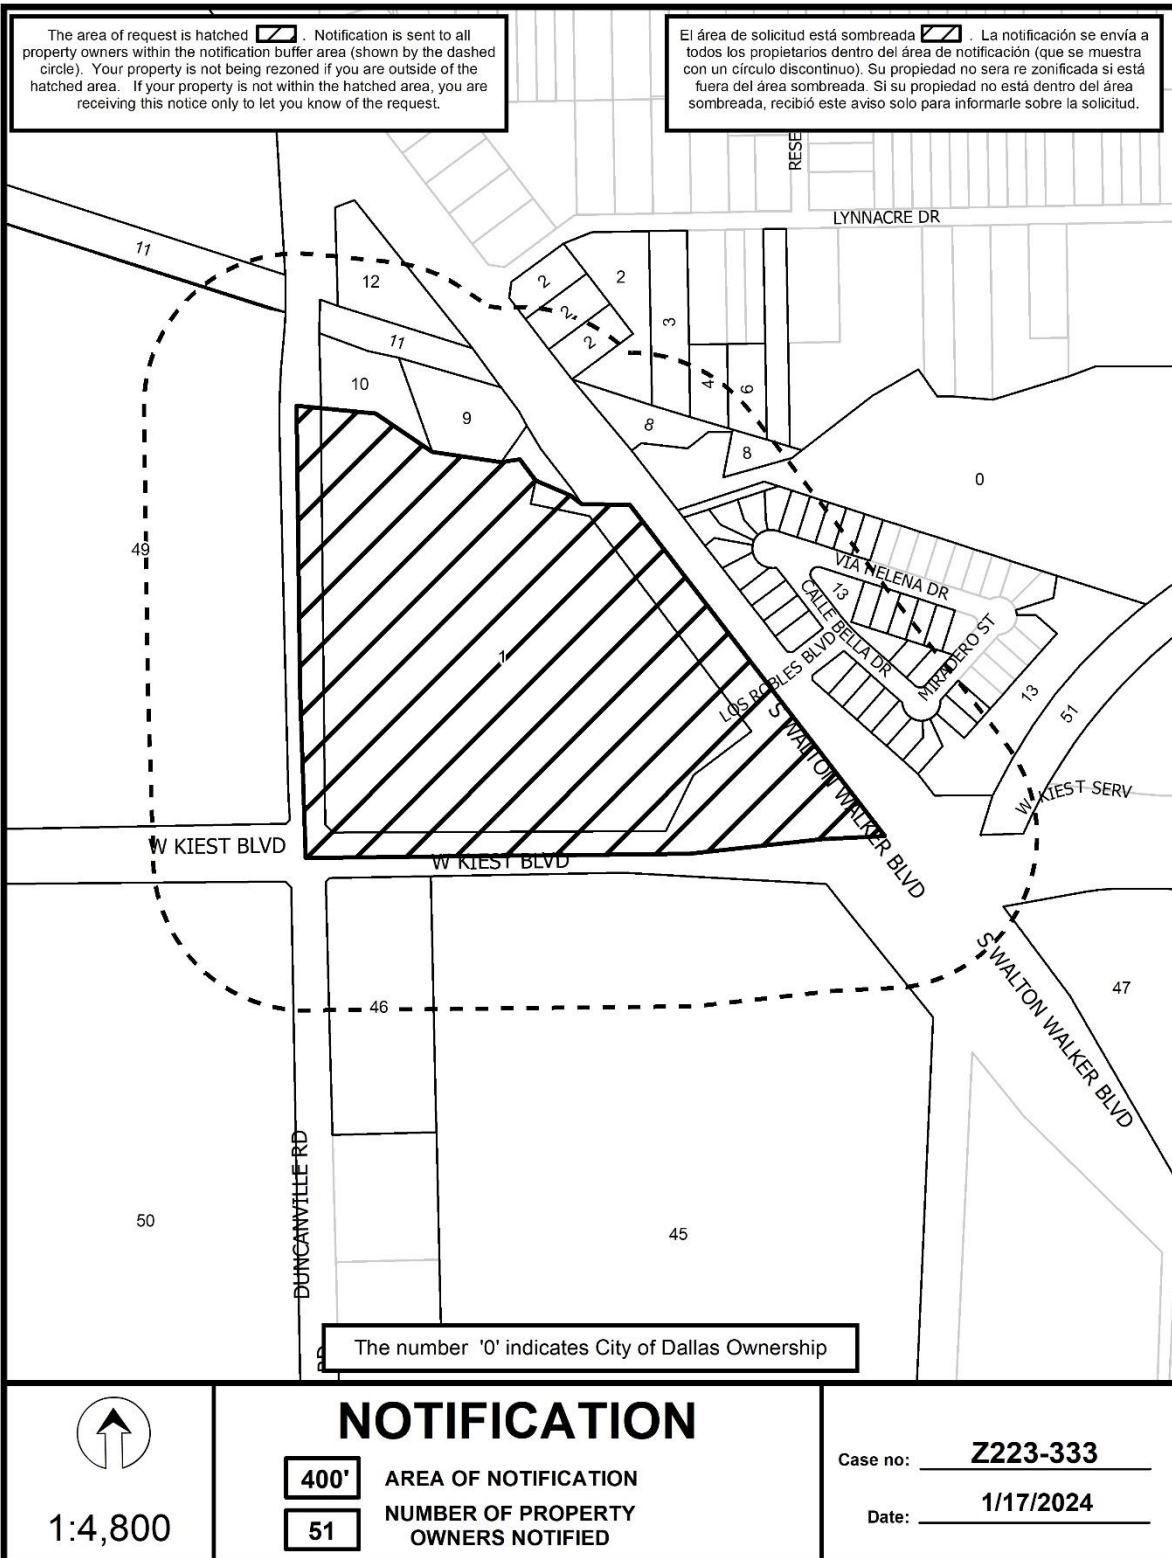 The area of request is hatched . Notification is sent to all
property owners within the notification buffer area (shown by the dashed
circle). Your property is not being rezoned if you are outside of the
hatched area. If your property is not within the hatched area, you are
receiving this notice only to let you know of the request.
El área de solicitud está sombreada . La notificación se envía a
todos los propietarios dentro del área de notificación (que se muestra
con un círculo discontinuo). Su propiedad no sera re zonificada si está
fuera del área sombreada. Si su propiedad no está dentro del área
sombreada, recibió este aviso solo para informarle sobre la solicitud.
RESE
LYNNACRE DR
11
12
2
2
2
2
3
11
10
9
4
6
8
8
0
49
VIA HELENA DR
13
CALLE BELLA DR
MIRADERO ST
1
LOS ROBLES BLVD
13
51
S WALTON WALKER BLVD
W KIEST SERV
W KIEST BLVD
W KIEST BLVD
S WALTON WALKER BLVD
47
46
DUNCANVILLE RD
50
45
RD
The number '0' indicates City of Dallas Ownership
1:4,800
NOTIFICATION
400' AREA OF NOTIFICATION
51 NUMBER OF PROPERTY
OWNERS NOTIFIED
Case no: Z223-333
Date: 1/17/2024